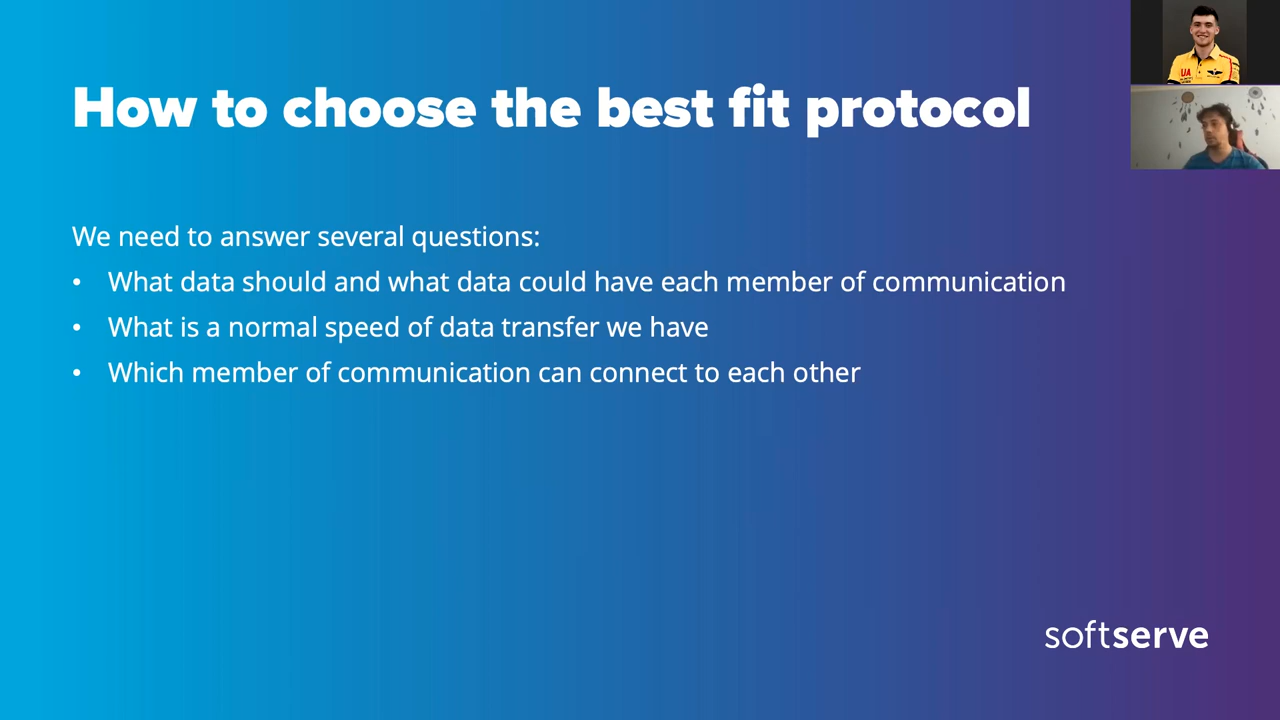 How to choose the best fit protocol
We need to answer several questions:
• What data should and what data could have each member of communication
• What is a normal speed of data transfer we have
• Which member of communication can connect to each other
UA
softserve